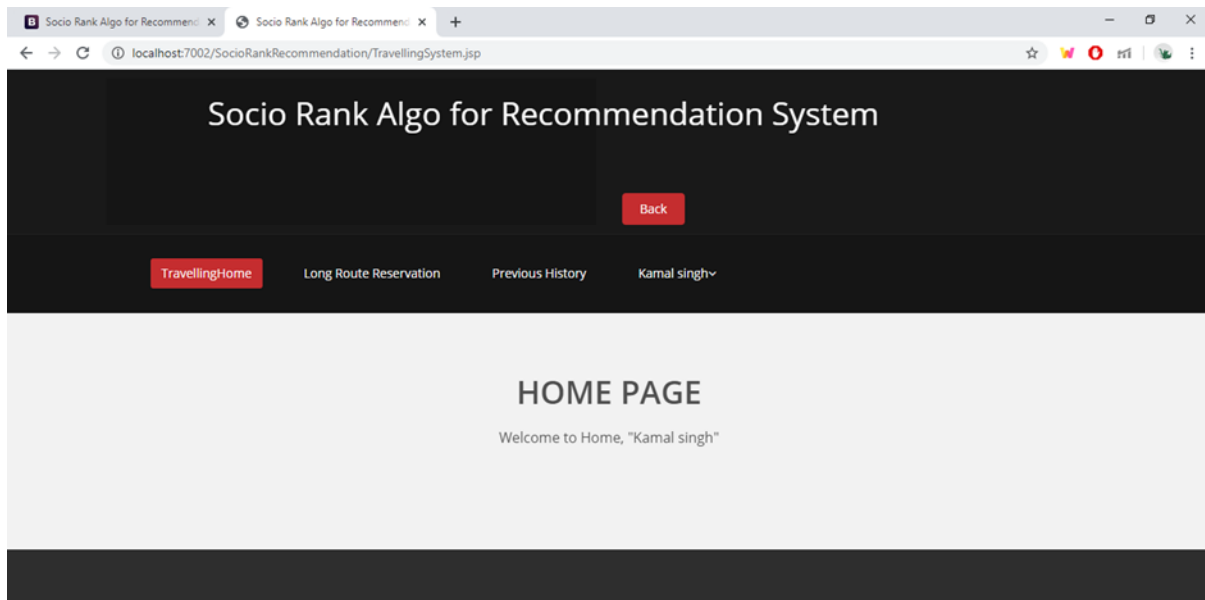 Socio Rank Algo for Recommend
Socio Rank Algo for Recommend
localhost:7002/SocioRankRecommendation/TravellingSystem.jsp
Socio Rank Algo for Recommendation System
Back
TravellingHome Long Route Reservation Previous History Kamal singh
HOME PAGE
Welcome to Home, "Kamal singh"